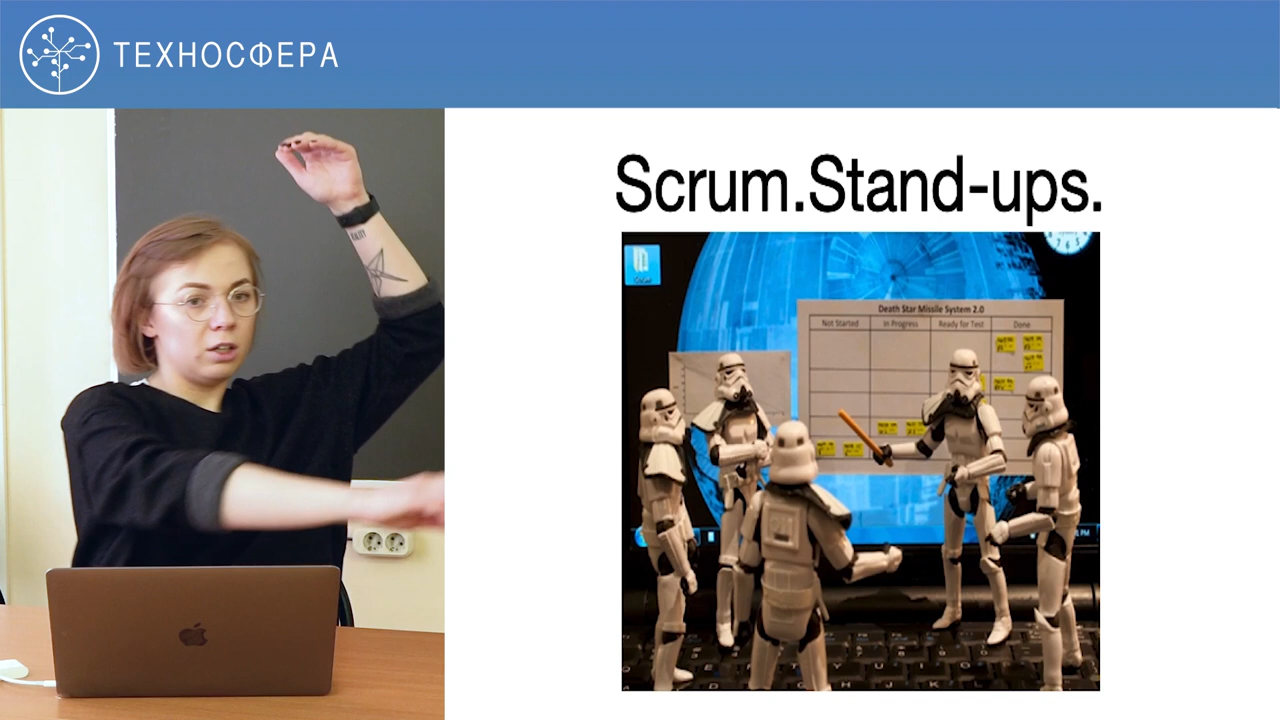 ТЕХНОСФЕРА
Scrum.Stand-ups.
Death Star Missile System 2.0
Not Started In Progress Ready for Test Done